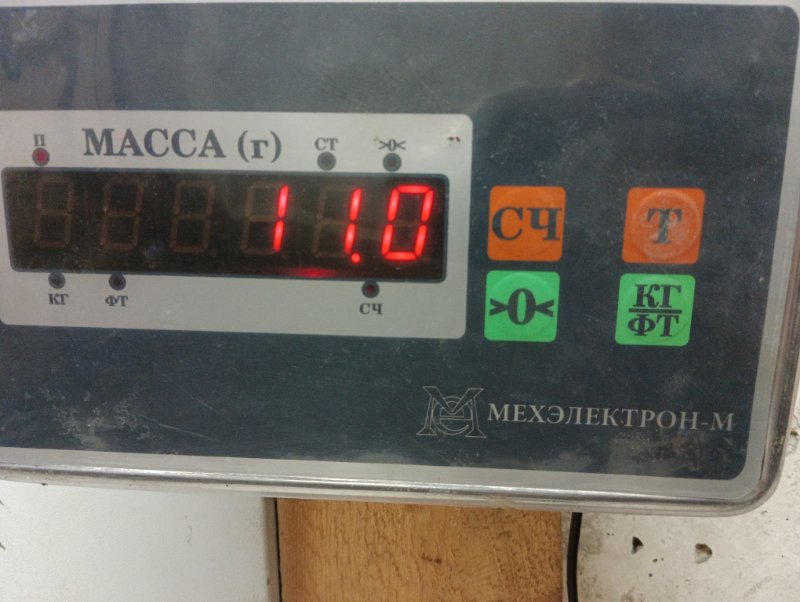 П МАССА (г) СТ >0<
11.0
КГ ФТ СЧ
СЧ Т
>0< КГ/ФТ
МЕХЭЛЕКТРОН-М